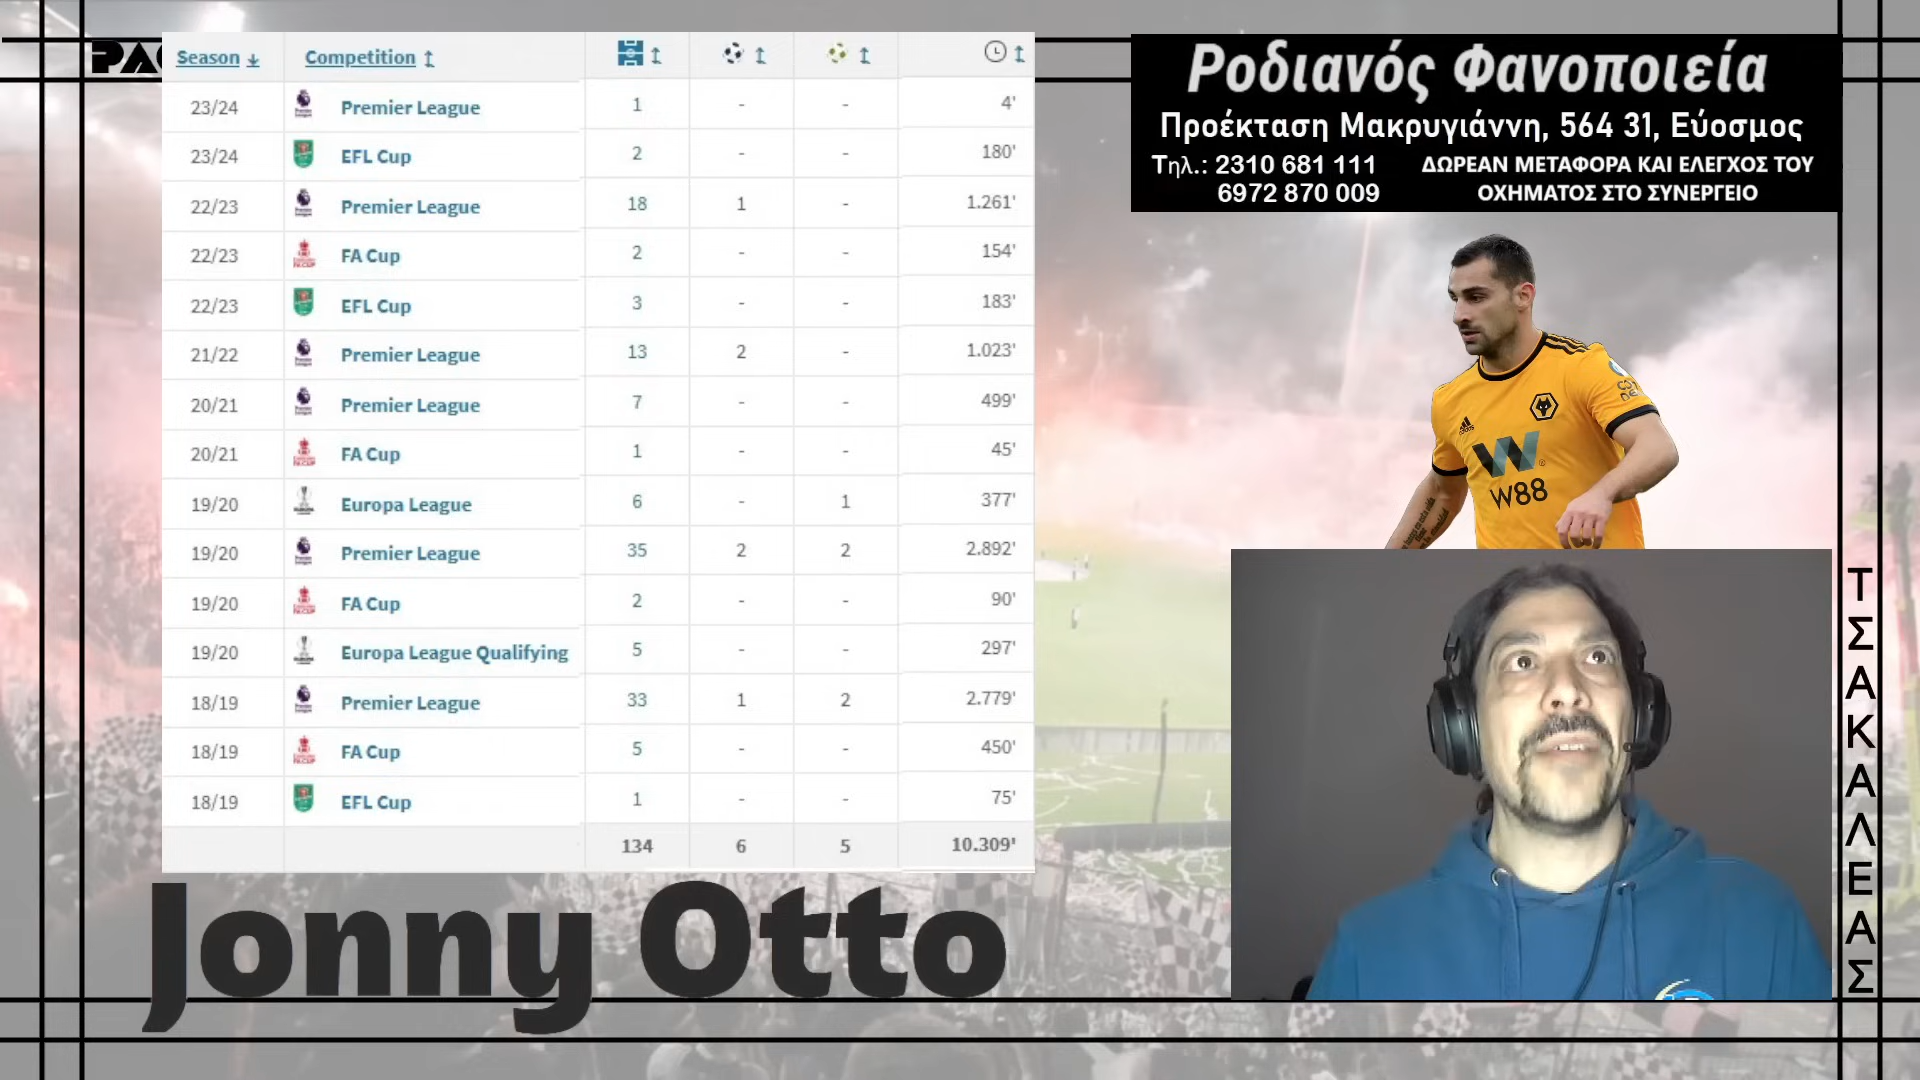 PAO
Season Competition
23/24 Premier League 1 - - 4'
23/24 EFL Cup 2 - - 180'
22/23 Premier League 18 1 - 1.261'
22/23 FA Cup 2 - - 154'
22/23 EFL Cup 3 - - 183'
21/22 Premier League 13 2 - 1.023'
20/21 Premier League 7 - - 499'
20/21 FA Cup 1 - - 45'
19/20 Europa League 6 - 1 377'
19/20 Premier League 35 2 2 2.892'
19/20 FA Cup 2 - - 90'
19/20 Europa League Qualifying 5 - - 297'
18/19 Premier League 33 1 2 2.779'
18/19 FA Cup 5 - - 450'
18/19 EFL Cup 1 - - 75'
134 6 5 10.309'
Jonny Otto
Ροδιανός Φανοποιεία
Προέκταση Μακρυγιάννη, 564 31, Εύοσμος
Τηλ.: 2310 681 111
6972 870 009
ΔΩΡΕΑΝ ΜΕΤΑΦΟΡΑ ΚΑΙ ΕΛΕΓΧΟΣ ΤΟΥ
ΟΧΗΜΑΤΟΣ ΣΤΟ ΣΥΝΕΡΓΕΙΟ
adidas
W88
ΤΣΑΚΑΛΕΑΣ